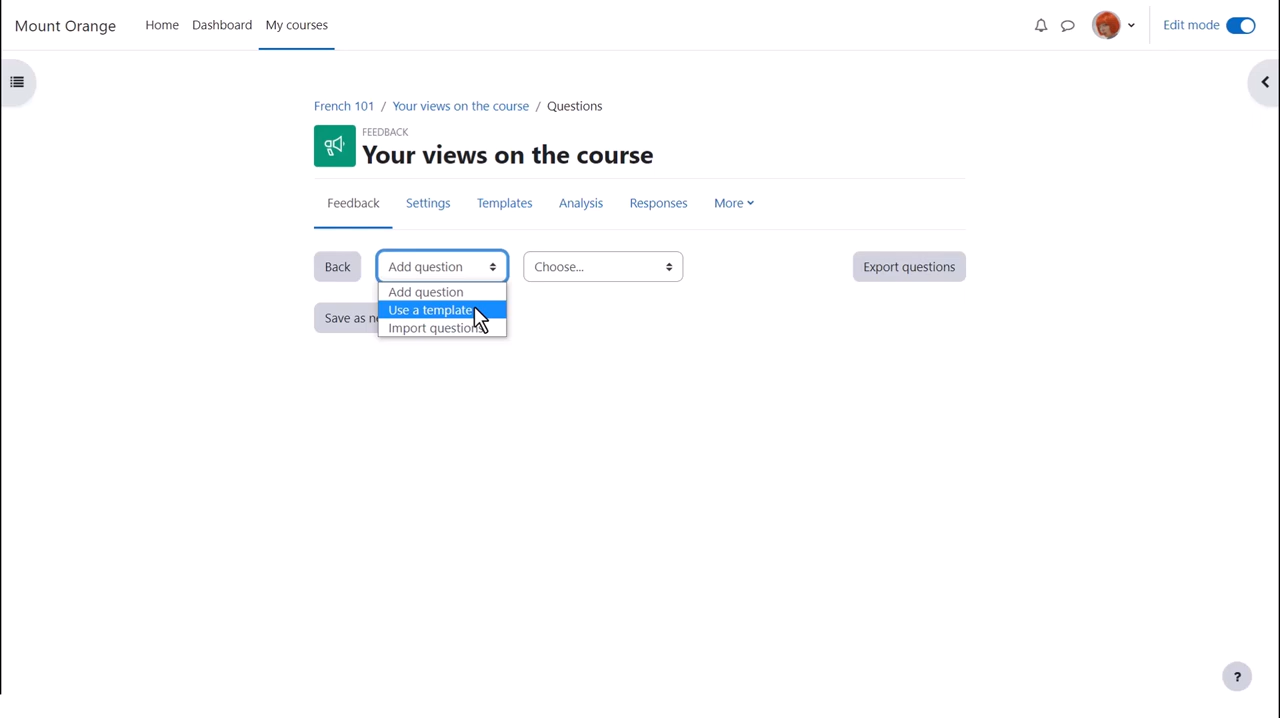 Mount Orange
Home
Dashboard
My courses
Edit mode
French 101 / Your views on the course / Questions
FEEDBACK
Your views on the course
Feedback
Settings
Templates
Analysis
Responses
More
Back
Add question
Choose...
Export questions
Add question
Use a template
Import questions
Save as
?